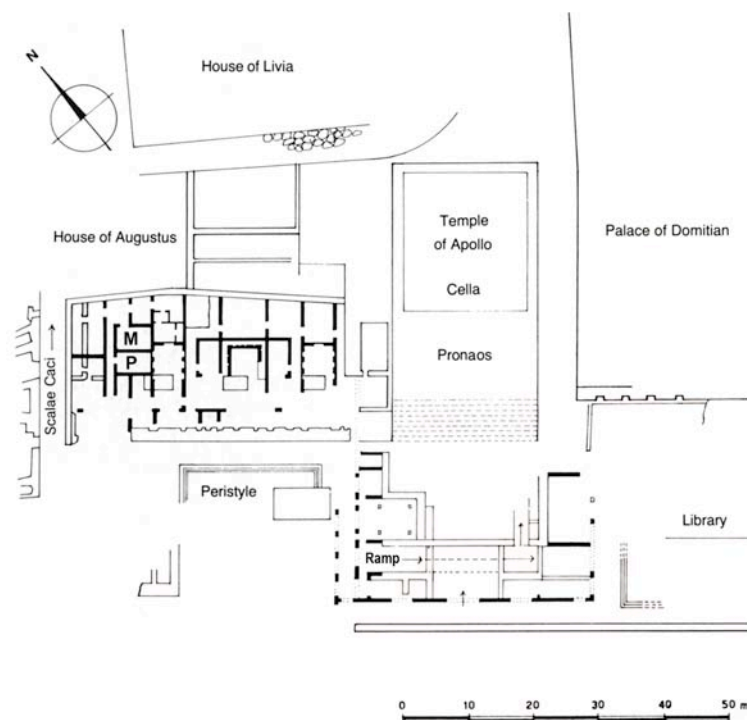 N
House of Livia
House of Augustus
Temple
of Apollo
Cella
Palace of Domitian
Scalae Caci
M
P
Pronaos
Peristyle
Library
Ramp
0 10 20 30 40 50 m